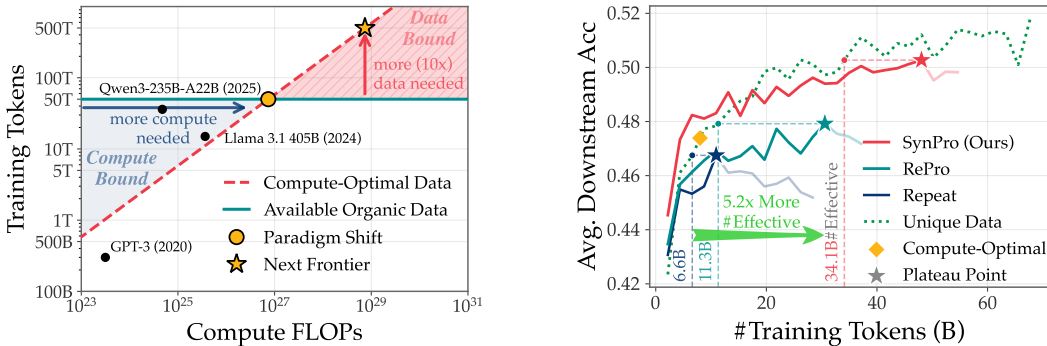 Training Tokens
500T
100T
50T
10T
5T
1T
500B
100B
10^23
10^25
10^27
10^29
10^31
Compute FLOPs
Data
Bound
more (10x)
data needed
Qwen3-235B-A22B (2025)
more compute
needed
Llama 3.1 405B (2024)
Compute
Bound
GPT-3 (2020)
Compute-Optimal Data
Available Organic Data
Paradigm Shift
Next Frontier
Avg. Downstream Acc
0.52
0.50
0.48
0.46
0.44
0.42
0
20
40
60
#Training Tokens (B)
5.2x More
#Effective
6.6B
11.3B
34.1B
#Effective
SynPro (Ours)
RePro
Repeat
Unique Data
Compute-Optimal
Plateau Point